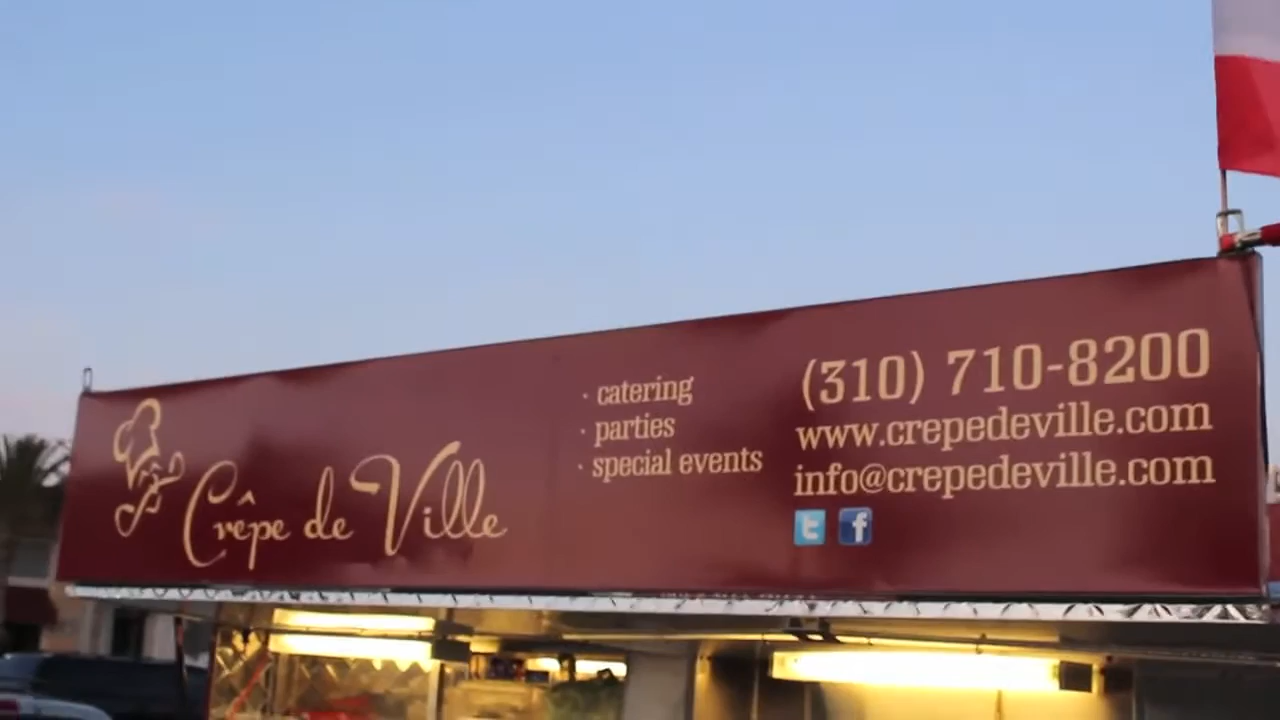 Crêpe de Ville
· catering
· parties
· special events
(310) 710-8200
www.crepedeville.com
info@crepedeville.com
t f